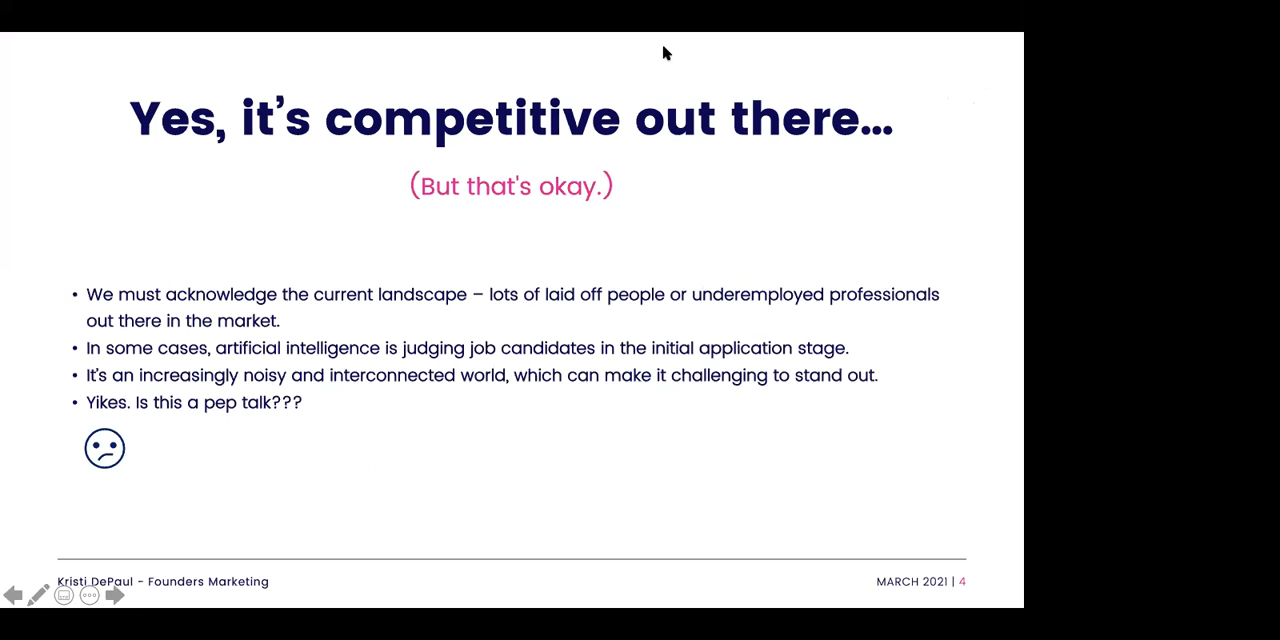 Yes, it’s competitive out there...
(But that's okay.)
• We must acknowledge the current landscape – lots of laid off people or underemployed professionals
out there in the market.
• In some cases, artificial intelligence is judging job candidates in the initial application stage.
• It’s an increasingly noisy and interconnected world, which can make it challenging to stand out.
• Yikes. Is this a pep talk???
Kristi DePaul - Founders Marketing
MARCH 2021 | 4